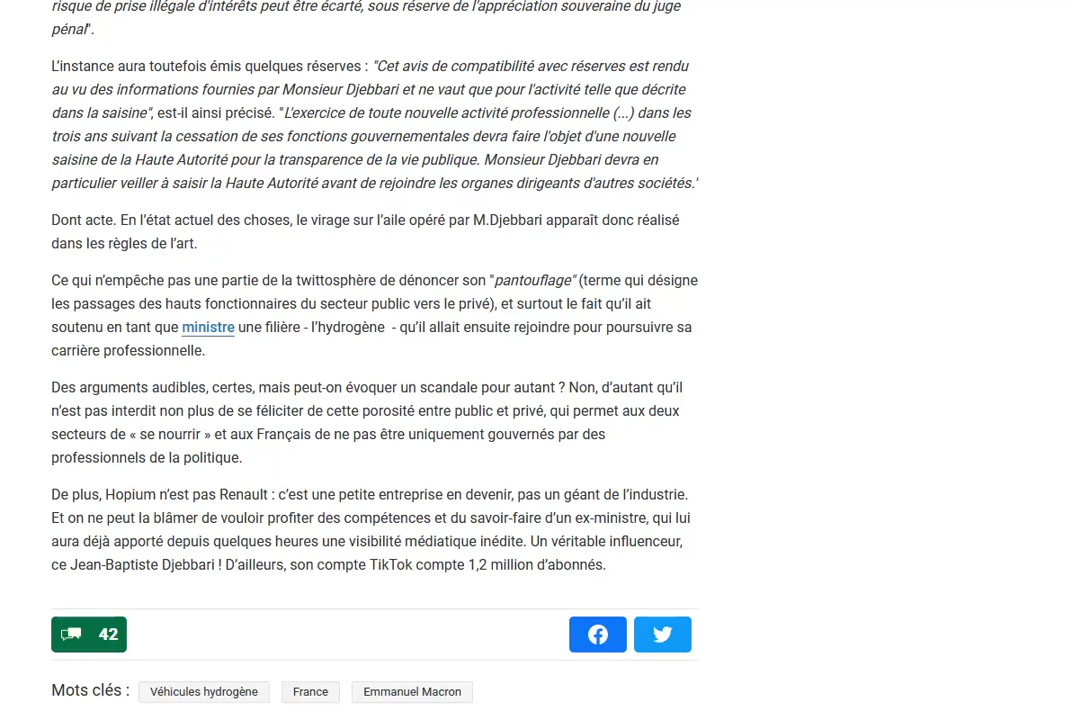 risque de prise illégale d'intérêts peut être écarté, sous réserve de l'appréciation souveraine du juge
pénal".
L'instance aura toutefois émis quelques réserves : "Cet avis de compatibilité avec réserves est rendu
au vu des informations fournies par Monsieur Djebbari et ne vaut que pour l'activité telle que décrite
dans la saisine", est-il ainsi précisé. "L'exercice de toute nouvelle activité professionnelle (...) dans les
trois ans suivant la cessation de ses fonctions gouvernementales devra faire l'objet d'une nouvelle
saisine de la Haute Autorité pour la transparence de la vie publique. Monsieur Djebbari devra en
particulier veiller à saisir la Haute Autorité avant de rejoindre les organes dirigeants d'autres sociétés.'
Dont acte. En l'état actuel des choses, le virage sur l'aile opéré par M.Djebbari apparaît donc réalisé
dans les règles de l'art.
Ce qui n'empêche pas une partie de la twittosphère de dénoncer son "pantouflage" (terme qui désigne
les passages des hauts fonctionnaires du secteur public vers le privé), et surtout le fait qu'il ait
soutenu en tant que ministre une filière - l'hydrogène - qu'il allait ensuite rejoindre pour poursuivre sa
carrière professionnelle.
Des arguments audibles, certes, mais peut-on évoquer un scandale pour autant ? Non, d'autant qu'il
n'est pas interdit non plus de se féliciter de cette porosité entre public et privé, qui permet aux deux
secteurs de « se nourrir » et aux Français de ne pas être uniquement gouvernés par des
professionnels de la politique.
De plus, Hopium n'est pas Renault : c'est une petite entreprise en devenir, pas un géant de l'industrie.
Et on ne peut la blâmer de vouloir profiter des compétences et du savoir-faire d'un ex-ministre, qui lui
aura déjà apporté depuis quelques heures une visibilité médiatique inédite. Un véritable influenceur,
ce Jean-Baptiste Djebbari ! D'ailleurs, son compte TikTok compte 1,2 million d'abonnés.
42
Mots clés : Véhicules hydrogène France Emmanuel Macron